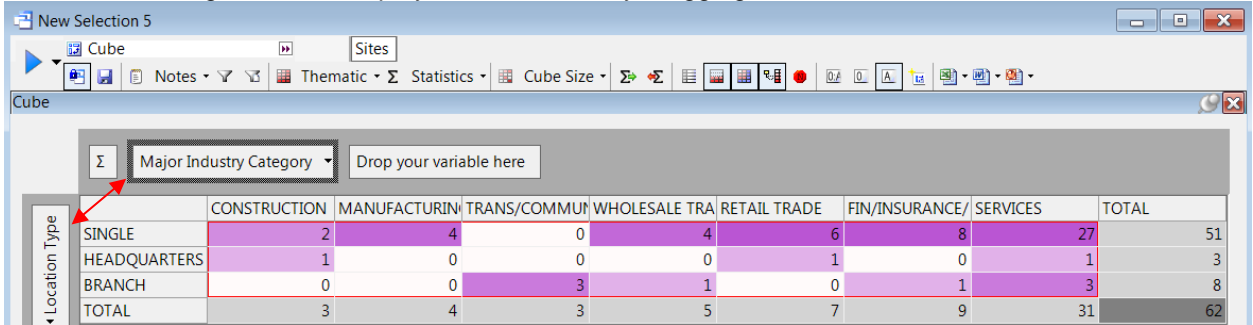 New Selection 5
Cube Sites
Notes Thematic Σ Statistics Cube Size
Cube
Σ Major Industry Category Drop your variable here
Location Type
CONSTRUCTION MANUFACTURIN TRANS/COMMUN WHOLESALE TRA RETAIL TRADE FIN/INSURANCE/ SERVICES TOTAL
SINGLE 2 4 0 4 6 8 27 51
HEADQUARTERS 1 0 0 0 1 0 1 3
BRANCH 0 0 3 1 0 1 3 8
TOTAL 3 4 3 5 7 9 31 62